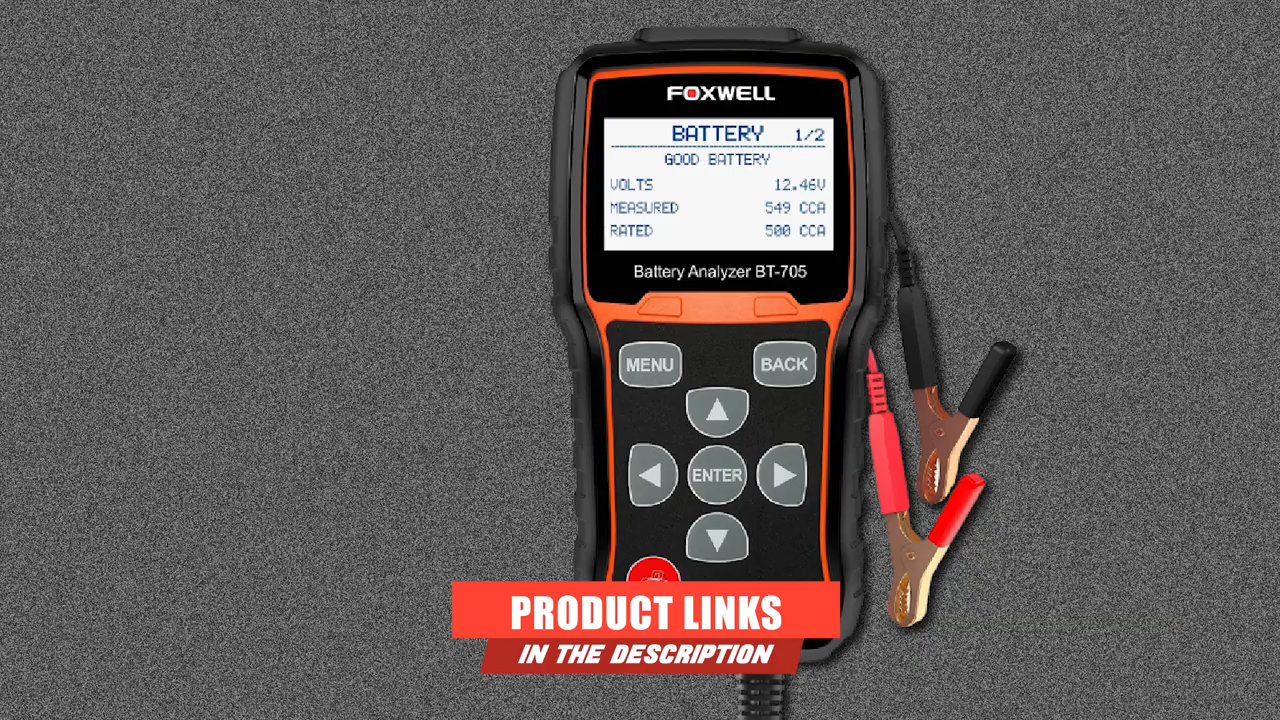 FOXWELL
BATTERY 1/2
GOOD BATTERY
VOLTS 12.46V
MEASURED 549 CCA
RATED 500 CCA
Battery Analyzer BT-705
MENU BACK
ENTER
PRODUCT LINKS
IN THE DESCRIPTION